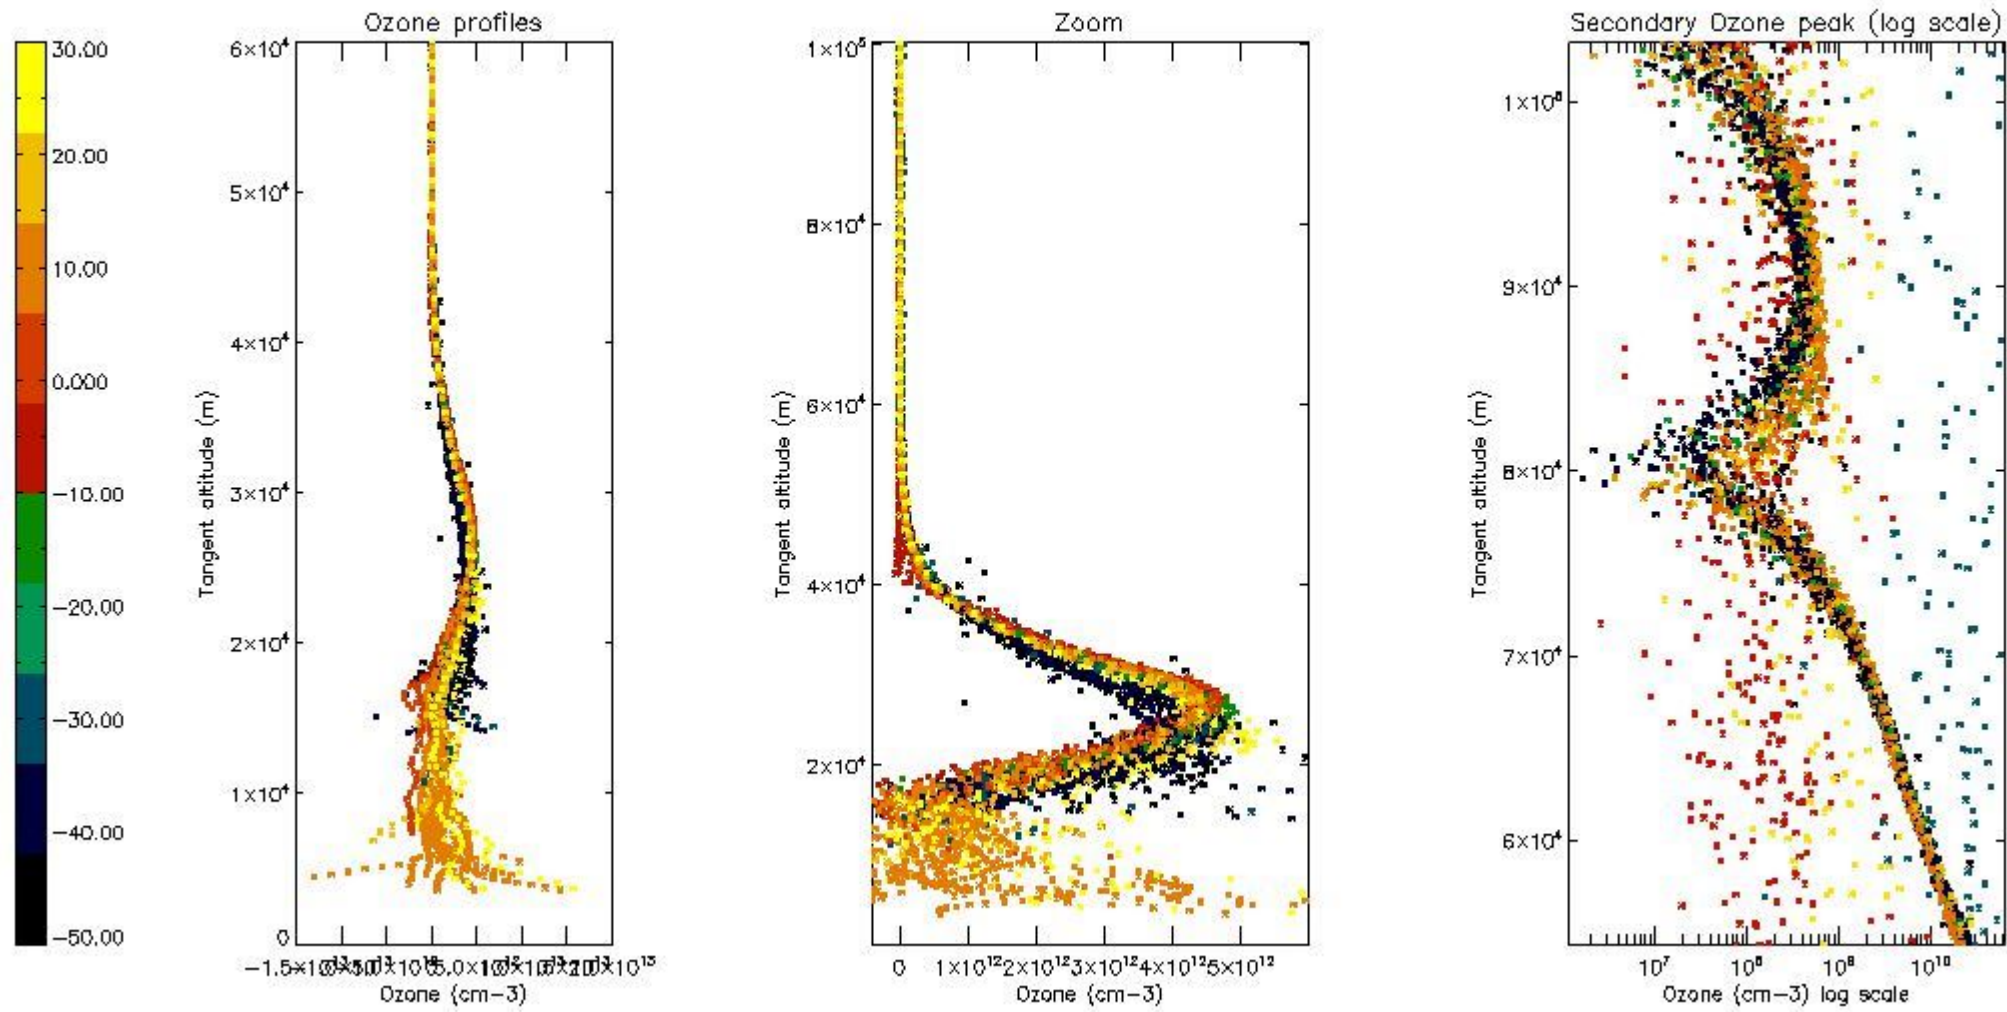 Ozone profiles
Zoom
Secondary Ozone peak (log scale)
30.00
20.00
10.00
0.000
−10.00
−20.00
−30.00
−40.00
−50.00
6×10⁴
5×10⁴
4×10⁴
3×10⁴
2×10⁴
1×10⁴
0
Tangent altitude (m)
Ozone (cm−3)
1×10⁵
8×10⁴
6×10⁴
4×10⁴
2×10⁴
Tangent altitude (m)
0 1×10¹² 2×10¹² 3×10¹² 4×10¹² 5×10¹²
Ozone (cm−3)
1×10⁵
9×10⁴
8×10⁴
7×10⁴
6×10⁴
Tangent altitude (m)
10⁷ 10⁸ 10⁹ 10¹⁰
Ozone (cm−3) log scale